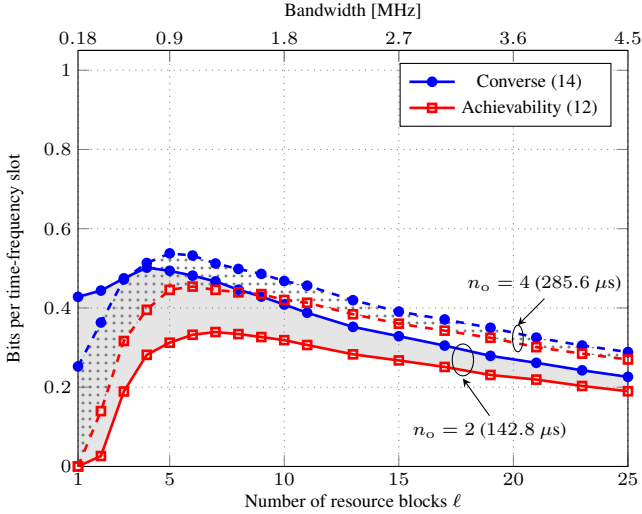 Bandwidth [MHz]
0.18 0.9 1.8 2.7 3.6 4.5
1
0.8
0.6
0.4
0.2
0
Bits per time-frequency slot
Converse (14)
Achievability (12)
n_o = 4 (285.6 μs)
n_o = 2 (142.8 μs)
1 5 10 15 20 25
Number of resource blocks ℓ